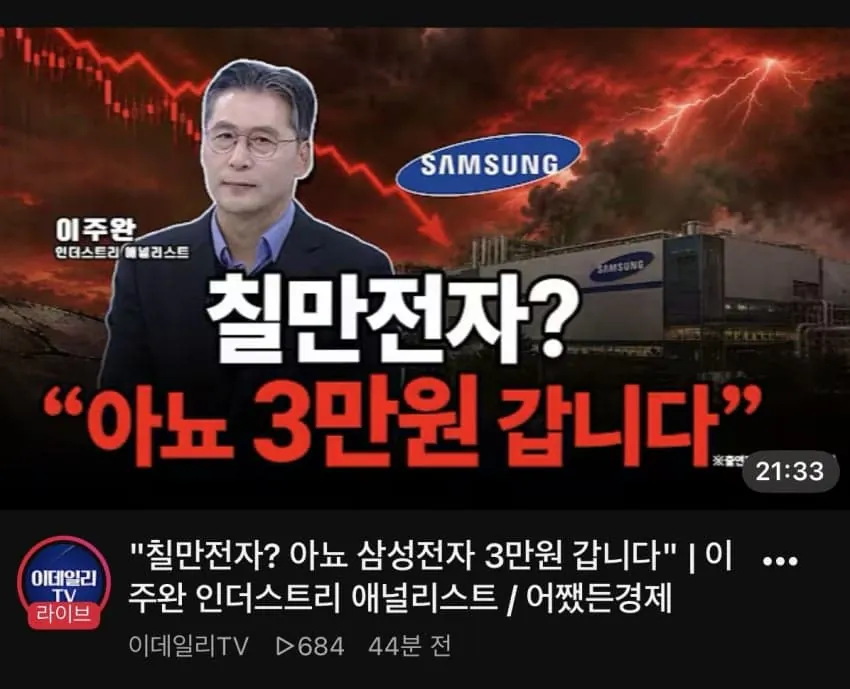 SAMSUNG
이주완
인더스트리 애널리스트
SAMSUNG
칠만전자?
“아뇨 3만원 갑니다”
21:33
이데일리
TV
라이브
"칠만전자? 아뇨 삼성전자 3만원 갑니다" | 이
주완 인더스트리 애널리스트 / 어쨌든경제
이데일리TV ▷684 44분 전